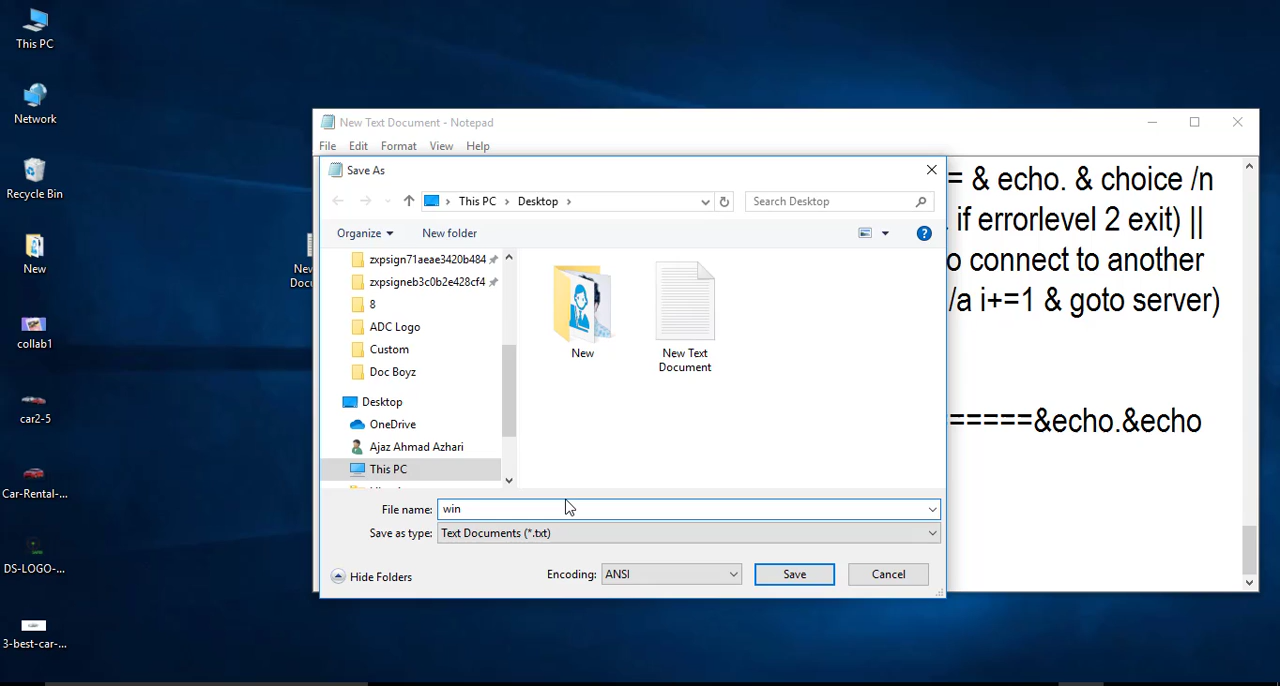 This PC
Network
Recycle Bin
New
collab1
car2-5
Car-Rental-...
DS-LOGO-...
3-best-car-...
New Text Document - Notepad
File Edit Format View Help
= & echo. & choice /n
if errorlevel 2 exit) ||
o connect to another
/a i+=1 & goto server)
=====&echo.&echo
Save As
This PC
Desktop
Search Desktop
Organize
New folder
zxpsign71aeae3420b484
zxpsigneb3c0b2e428cf4
8
ADC Logo
Custom
Doc Boyz
Desktop
OneDrive
Ajaz Ahmad Azhari
This PC
New
New Text
Document
File name: win
Save as type: Text Documents (*.txt)
Hide Folders
Encoding: ANSI
Save
Cancel